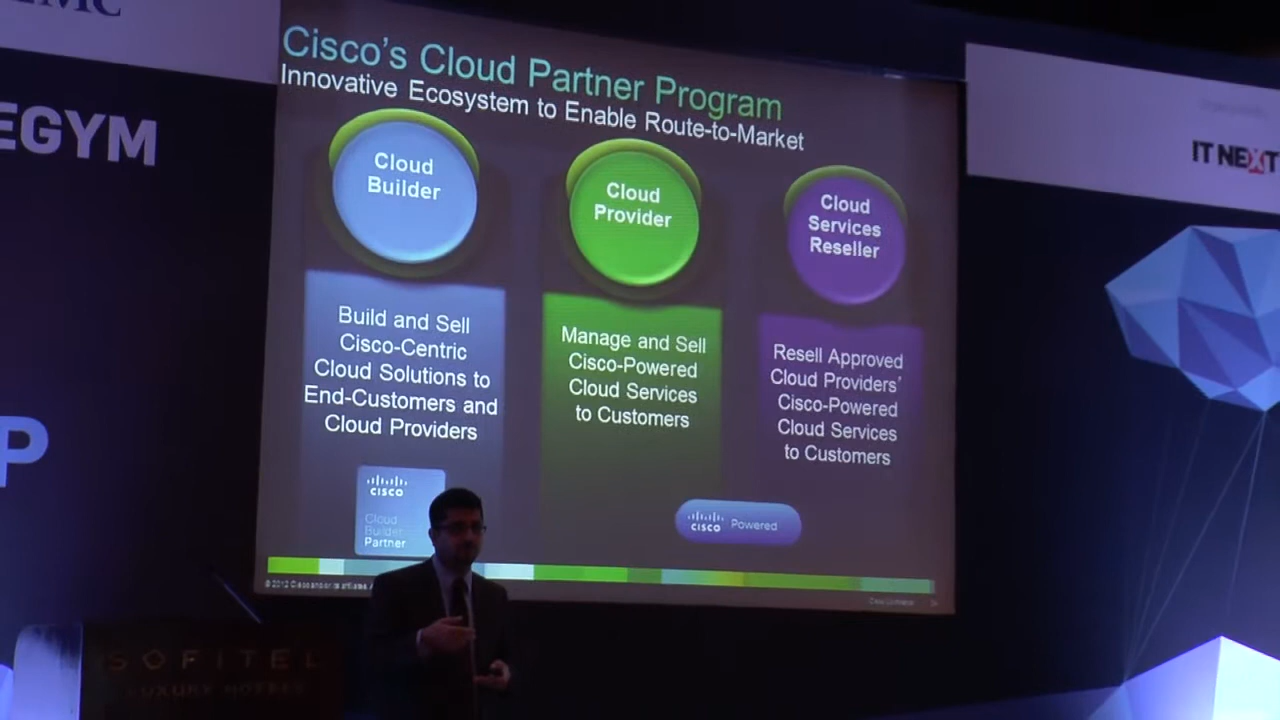 EMC
EGYM
P
Cisco's Cloud Partner Program
Innovative Ecosystem to Enable Route-to-Market
Cloud
Builder
Build and Sell
Cisco-Centric
Cloud Solutions to
End-Customers and
Cloud Providers
CISCO
Cloud
Builder
Partner
Cloud
Provider
Manage and Sell
Cisco-Powered
Cloud Services
to Customers
Cloud
Services
Reseller
Resell Approved
Cloud Providers'
Cisco-Powered
Cloud Services
to Customers
CISCO Powered
IT NEXT
SOFITEL
LUXURY HOTELS